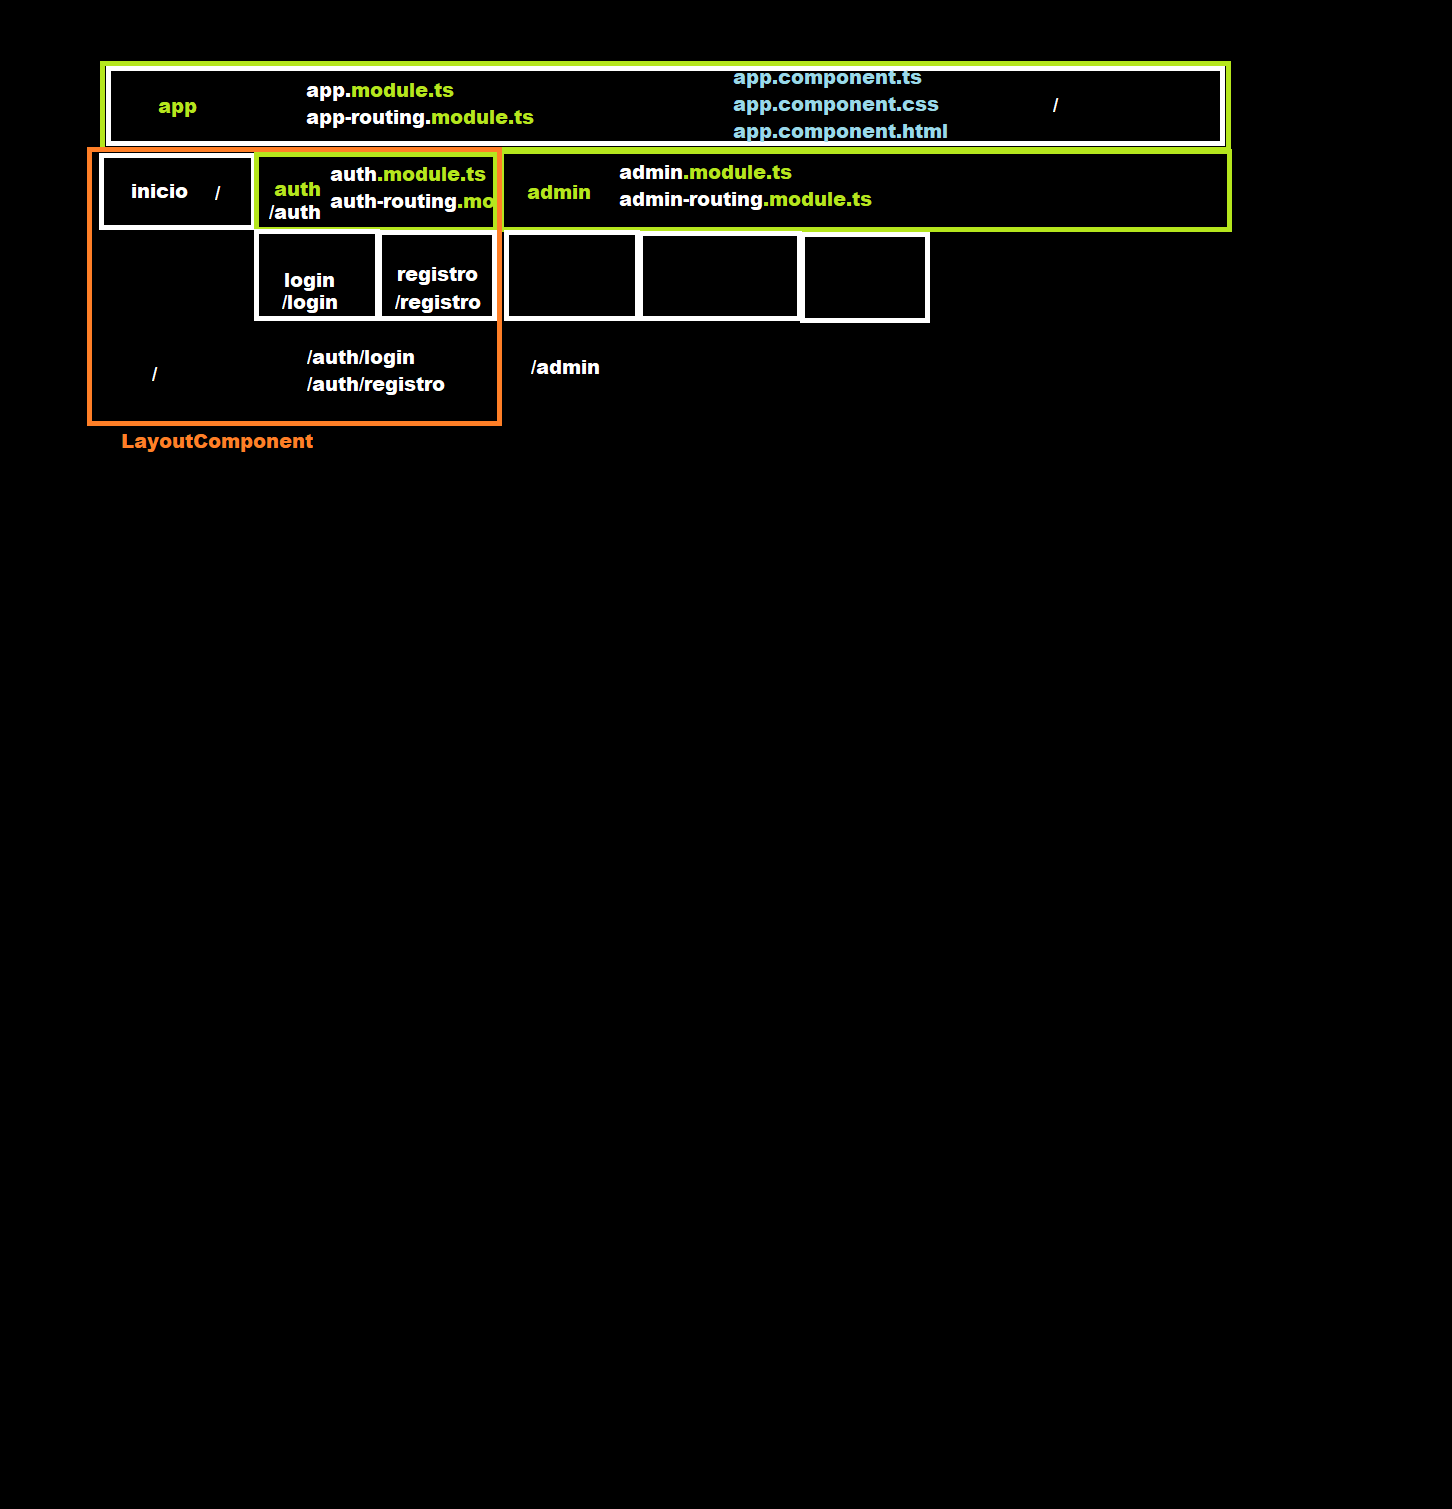 app
app.module.ts
app-routing.module.ts
app.component.ts
app.component.css
app.component.html
/
inicio /
auth
/auth
auth.module.ts
auth-routing.mo
admin
admin.module.ts
admin-routing.module.ts
login
/login
registro
/registro
/
/auth/login
/auth/registro
/admin
LayoutComponent